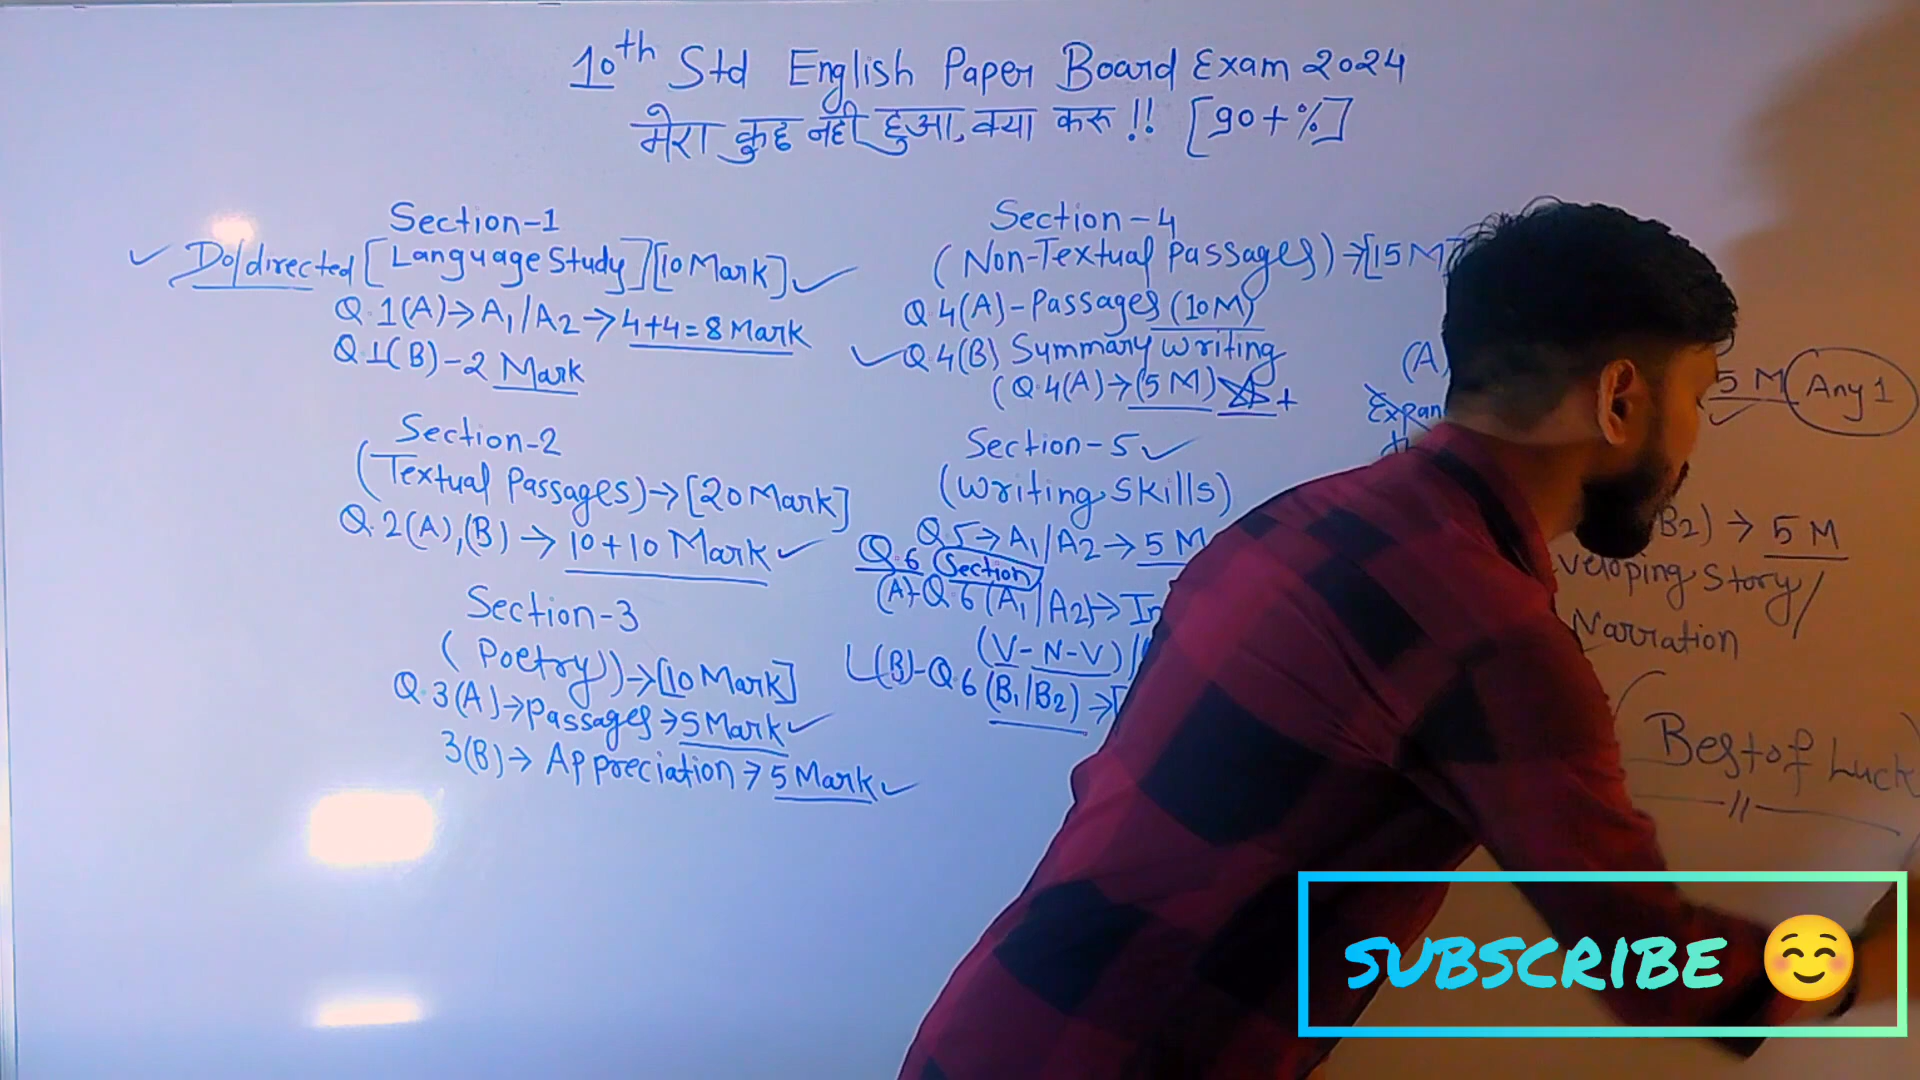 10th Std English Paper Board Exam 2024
मेरा कुछ नही हुआ, क्या करू !! [90+%]
Section-1
Do/directed [Language Study] [10 Mark]
Q.1(A)→A1/A2→4+4=8 Mark
Q.1(B)-2 Mark
Section-2
(Textual Passages)→[20 Mark]
Q.2(A),(B)→10+10 Mark
Section-3
(Poetry))→[10 Mark]
Q.3(A)→Passages→5 Mark
3(B)→Appreciation→5 Mark
Section-4
(Non-Textual Passages)→[15 M]
Q.4(A)-Passages (10M)
Q.4(B) Summary writing
(Q.4(A)→(5 M) +
Section-5
(Writing Skills)
Q.5→A1/A2→5 M
Q.6 Section
(A)-Q.6(A1/A2)→
(V-N-V)/
(B)-Q.6(B1/B2)→
(A)
5 M Any 1
Expan
B2)→5 M
veloping Story/
Narration
(Best of Luck
SUBSCRIBE ☺️